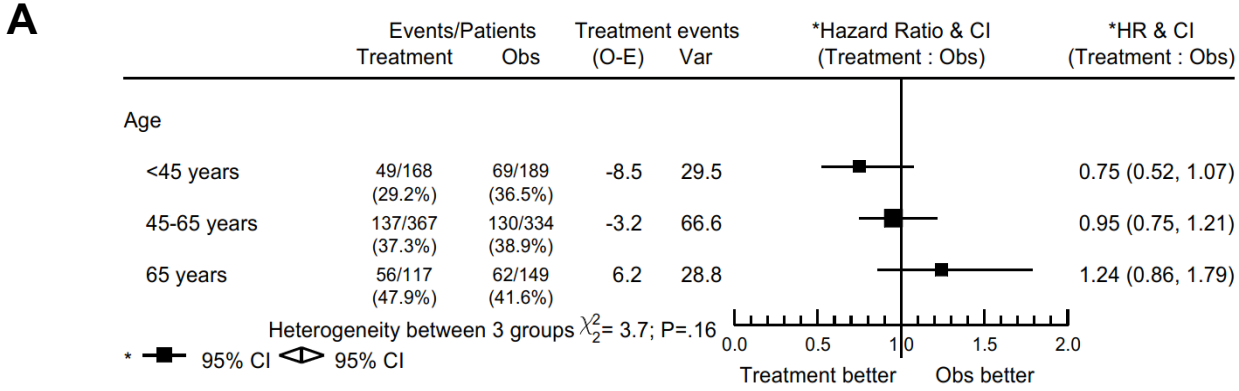 A
Events/Patients Treatment events *Hazard Ratio & CI *HR & CI
Treatment Obs (O-E) Var (Treatment : Obs) (Treatment : Obs)
Age
<45 years 49/168 69/189 -8.5 29.5 0.75 (0.52, 1.07)
(29.2%) (36.5%)
45-65 years 137/367 130/334 -3.2 66.6 0.95 (0.75, 1.21)
(37.3%) (38.9%)
65 years 56/117 62/149 6.2 28.8 1.24 (0.86, 1.79)
(47.9%) (41.6%)
Heterogeneity between 3 groups χ²₂= 3.7; P=.16
0.0 0.5 1.0 1.5 2.0
* 95% CI 95% CI
Treatment better Obs better